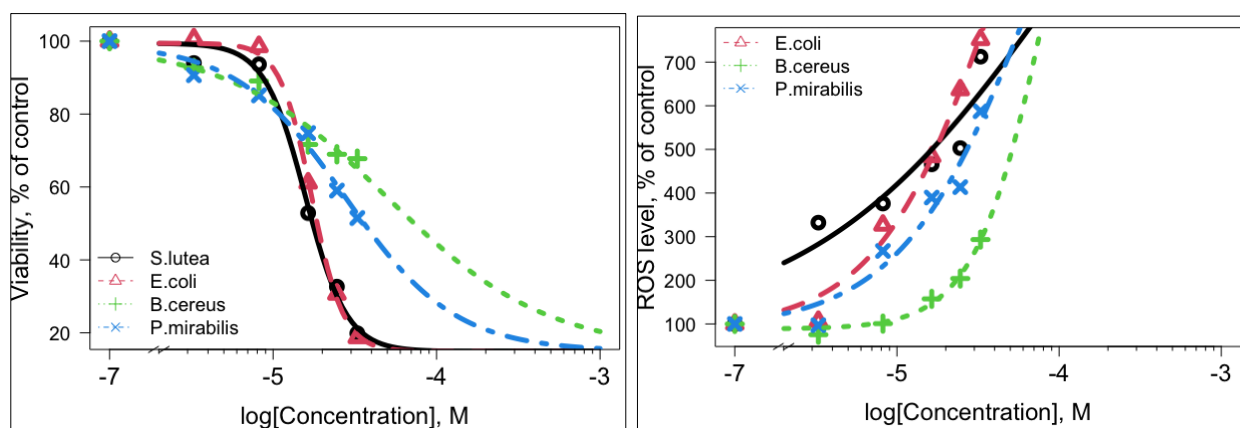 Viability, % of control
100
80
60
40
20
S.lutea
E.coli
B.cereus
P.mirabilis
-7
-5
-4
-3
log[Concentration], M
ROS level, % of control
700
600
500
400
300
200
100
E.coli
B.cereus
P.mirabilis
-7
-5
-4
-3
log[Concentration], M